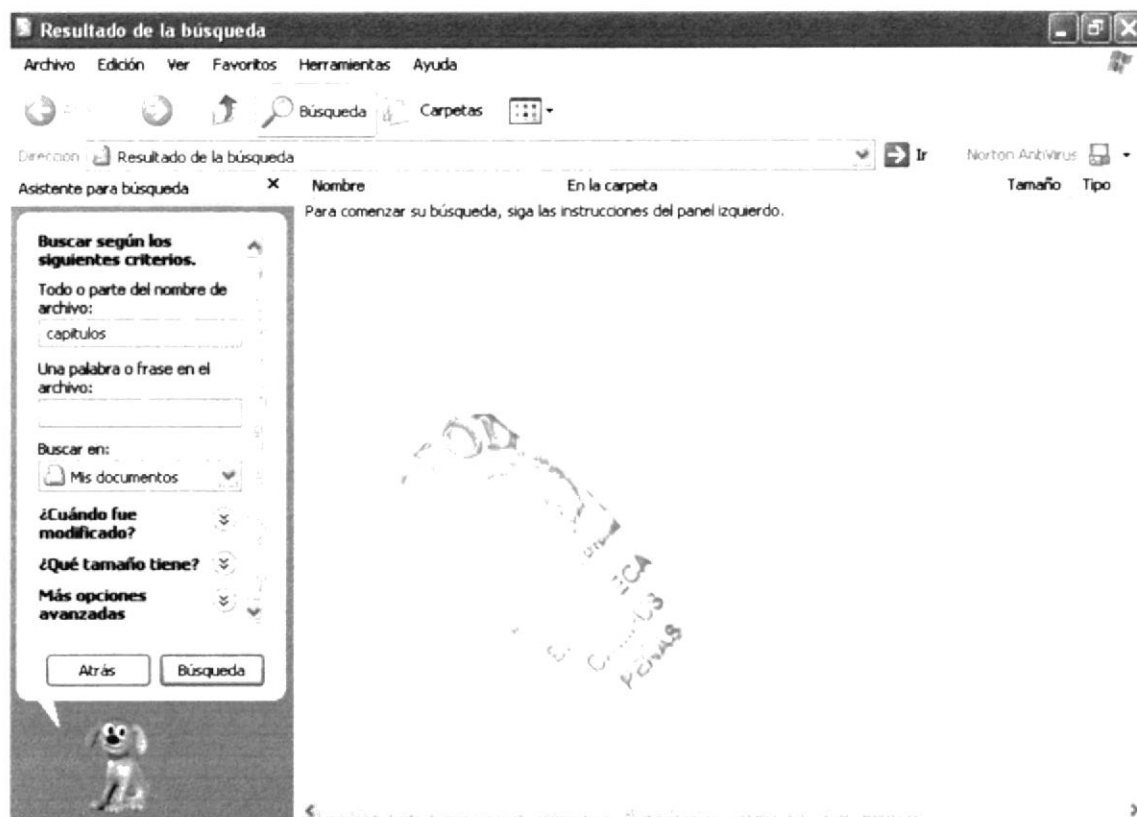 Resultado de la búsqueda
Archivo Edición Ver Favoritos Herramientas Ayuda
Búsqueda Carpetas
Dirección Resultado de la búsqueda Ir Norton AntiVirus
Asistente para búsqueda Nombre En la carpeta Tamaño Tipo
Para comenzar su búsqueda, siga las instrucciones del panel izquierdo.
Buscar según los
siguientes criterios.
Todo o parte del nombre de
archivo:
capitulos
Una palabra o frase en el
archivo:
Buscar en:
Mis documentos
¿Cuándo fue
modificado?
¿Qué tamaño tiene?
Más opciones
avanzadas
Atrás Búsqueda